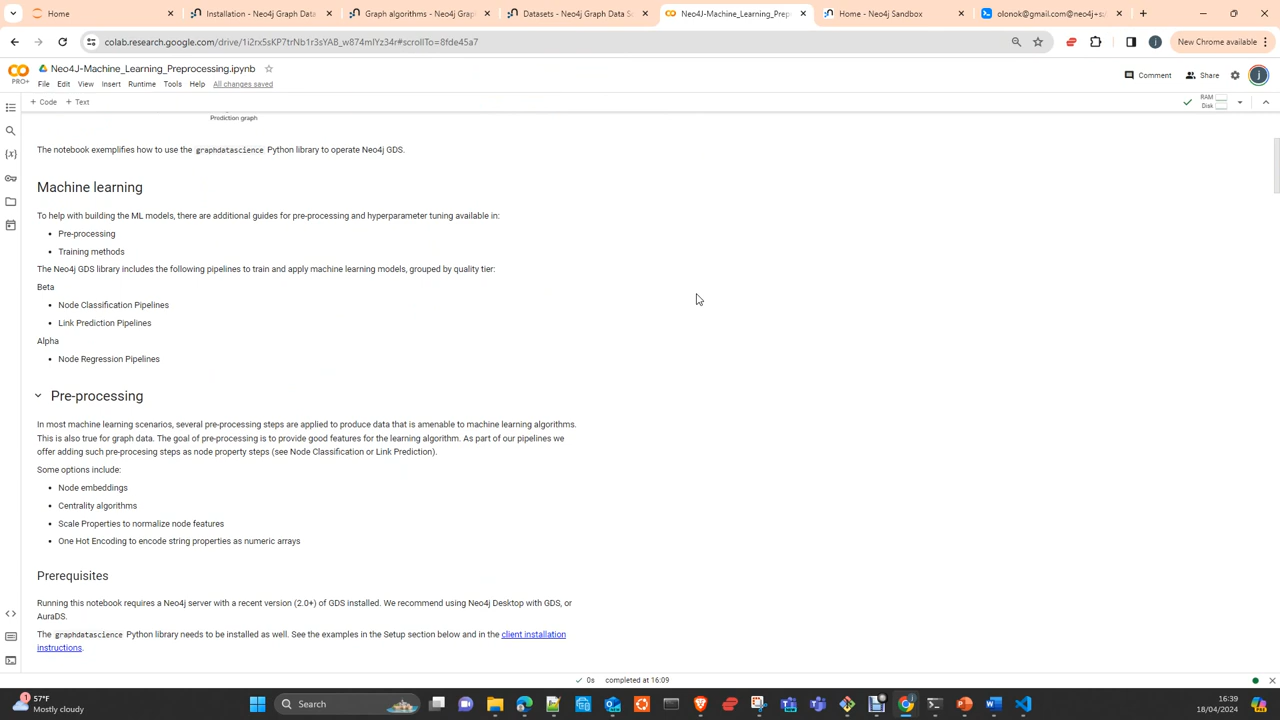 Home
Installation - Neo4j Graph Dat
Graph algorithms - Neo4j Grap
Datasets - Neo4j Graph Data S
Neo4J-Machine_Learning_Prep
Home - Neo4j Sandbox
olonok@gmail.com@neo4j+s:
colab.research.google.com/drive/1i2rx5sKP7trNb1r3sYAB_w874mIYz34r#scrollTo=8fde45a7
New Chrome available
CO
PRO+
Neo4J-Machine_Learning_Preprocessing.ipynb
File Edit View Insert Runtime Tools Help All changes saved
Comment Share
j
+ Code + Text
RAM
Disk
Prediction graph
The notebook exemplifies how to use the graphdatascience Python library to operate Neo4j GDS.
Machine learning
To help with building the ML models, there are additional guides for pre-processing and hyperparameter tuning available in:
• Pre-processing
• Training methods
The Neo4j GDS library includes the following pipelines to train and apply machine learning models, grouped by quality tier:
Beta
• Node Classification Pipelines
• Link Prediction Pipelines
Alpha
• Node Regression Pipelines
Pre-processing
In most machine learning scenarios, several pre-processing steps are applied to produce data that is amenable to machine learning algorithms.
This is also true for graph data. The goal of pre-processing is to provide good features for the learning algorithm. As part of our pipelines we
offer adding such pre-procesing steps as node property steps (see Node Classification or Link Prediction).
Some options include:
• Node embeddings
• Centrality algorithms
• Scale Properties to normalize node features
• One Hot Encoding to encode string properties as numeric arrays
Prerequisites
Running this notebook requires a Neo4j server with a recent version (2.0+) of GDS installed. We recommend using Neo4j Desktop with GDS, or
AuraDS.
The graphdatascience Python library needs to be installed as well. See the examples in the Setup section below and in the client installation
instructions.
0s completed at 16:09
1
57°F
Mostly cloudy
Search
16:39
18/04/2024